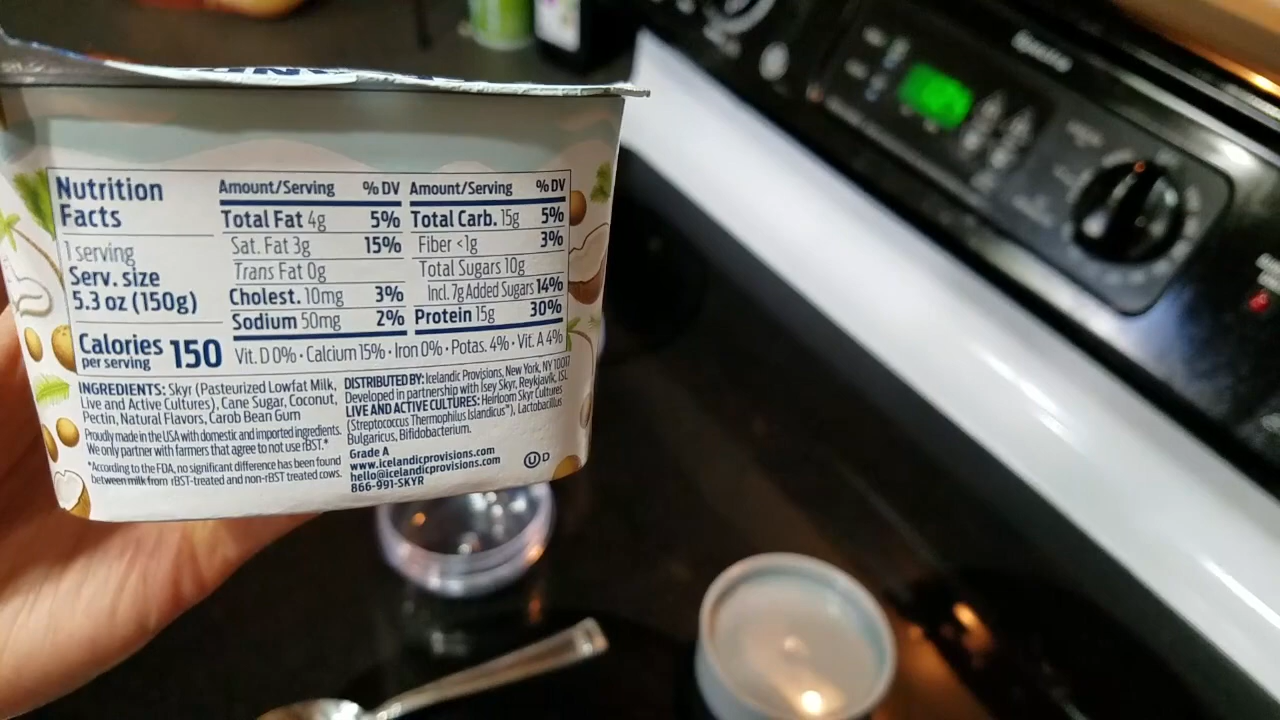 Nutrition
Facts
1 serving
Serv. size
5.3 oz (150g)
Calories 150
per serving
Amount/Serving %DV
Total Fat 4g 5%
Sat. Fat 3g 15%
Trans Fat 0g
Cholest. 10mg 3%
Sodium 50mg 2%
Amount/Serving %DV
Total Carb. 15g 5%
Fiber <1g 3%
Total Sugars 10g
Incl. 7g Added Sugars 14%
Protein 15g 30%
Vit. D 0% • Calcium 15% • Iron 0% • Potas. 4% • Vit. A 4%
INGREDIENTS: Skyr (Pasteurized Lowfat Milk,
Live and Active Cultures), Cane Sugar, Coconut,
Pectin, Natural Flavors, Carob Bean Gum
Proudly made in the USA with domestic and imported ingredients.
We only partner with farmers that agree to not use rBST.*
*According to the FDA, no significant difference has been found
between milk from rBST-treated and non-rBST treated cows.
DISTRIBUTED BY: Icelandic Provisions, New York, NY 10017
Developed in partnership with Isey Skyr, Reykjavik, ISL
LIVE AND ACTIVE CULTURES: Heirloom Skyr Cultures
(Streptococcus Thermophilus Islandicus™), Lactobacillus
Bulgaricus, Bifidobacterium.
Grade A
www.icelandicprovisions.com
hello@icelandicprovisions.com
866-991-SKYR
U D